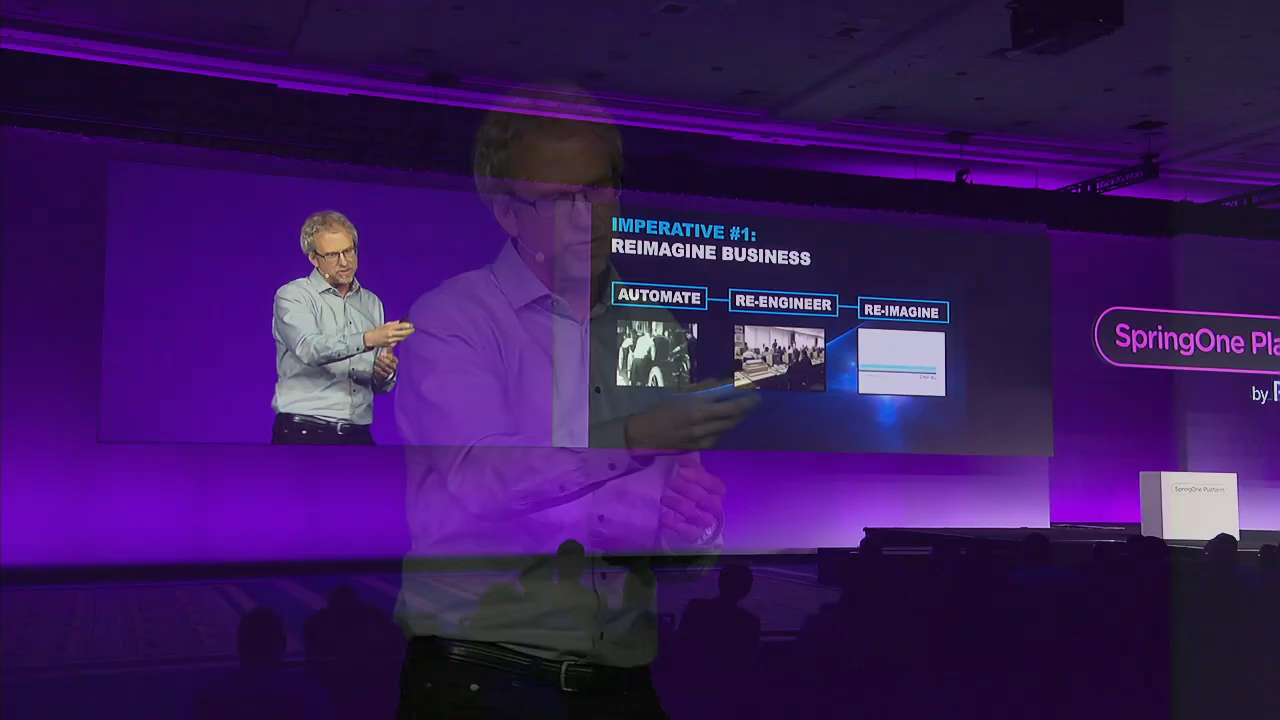 IMPERATIVE #1:
REIMAGINE BUSINESS
AUTOMATE
RE-ENGINEER
RE-IMAGINE
SpringOne Pla
by
SpringOne Platform